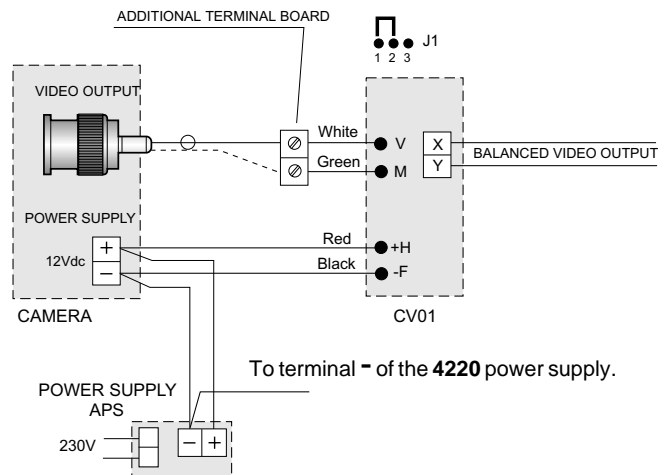 ADDITIONAL TERMINAL BOARD
J1
1 2 3
VIDEO OUTPUT
White
V
X
BALANCED VIDEO OUTPUT
Green
M
Y
POWER SUPPLY
12Vdc
+
−
Red
+H
Black
-F
CAMERA
CV01
To terminal - of the 4220 power supply.
POWER SUPPLY
APS
230V
− +